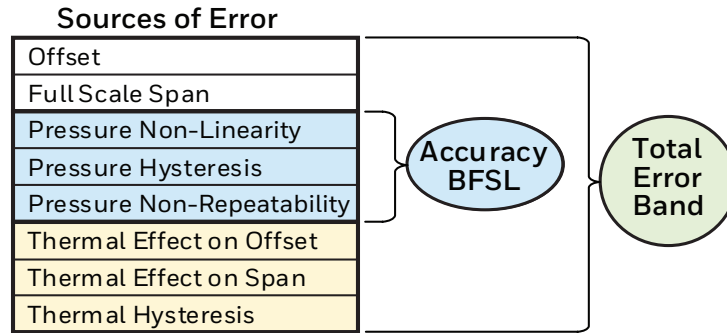 Sources of Error
Offset
Full Scale Span
Pressure Non-Linearity
Pressure Hysteresis
Pressure Non-Repeatability
Thermal Effect on Offset
Thermal Effect on Span
Thermal Hysteresis
Accuracy
BFSL
Total
Error
Band